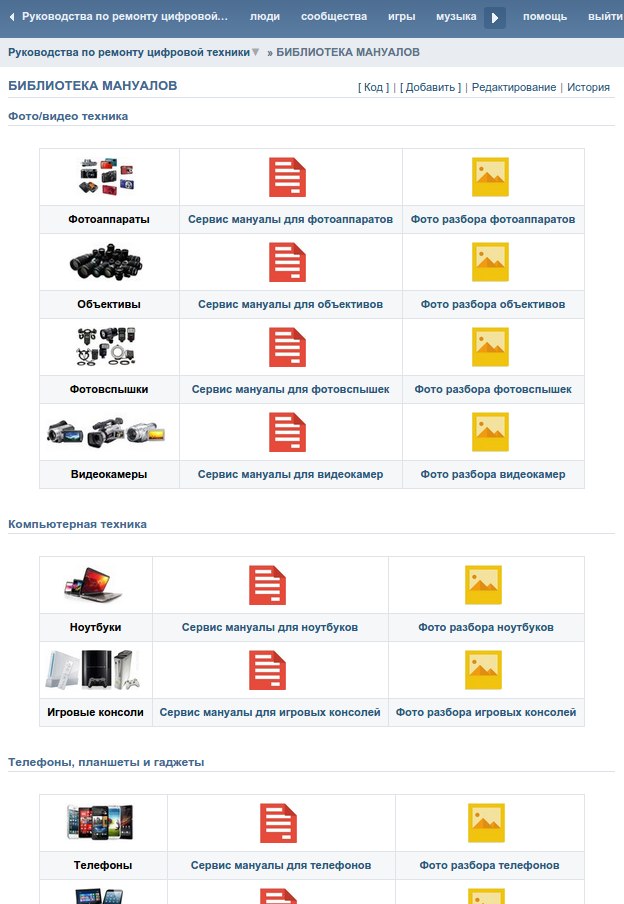 Руководства по ремонту цифровой... люди сообщества игры музыка помощь выйти
Руководства по ремонту цифровой техники » БИБЛИОТЕКА МАНУАЛОВ
БИБЛИОТЕКА МАНУАЛОВ [ Код ] | [ Добавить ] | Редактирование | История
Фото/видео техника
Фотоаппараты Сервис мануалы для фотоаппаратов Фото разбора фотоаппаратов
Объективы Сервис мануалы для объективов Фото разбора объективов
Фотовспышки Сервис мануалы для фотовспышек Фото разбора фотовспышек
Видеокамеры Сервис мануалы для видеокамер Фото разбора видеокамер
Компьютерная техника
Ноутбуки Сервис мануалы для ноутбуков Фото разбора ноутбуков
Игровые консоли Сервис мануалы для игровых консолей Фото разбора игровых консолей
Телефоны, планшеты и гаджеты
Телефоны Сервис мануалы для телефонов Фото разбора телефонов